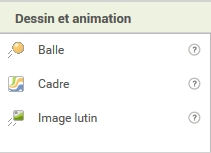 Dessin et animation
Balle ?
Cadre ?
Image lutin ?